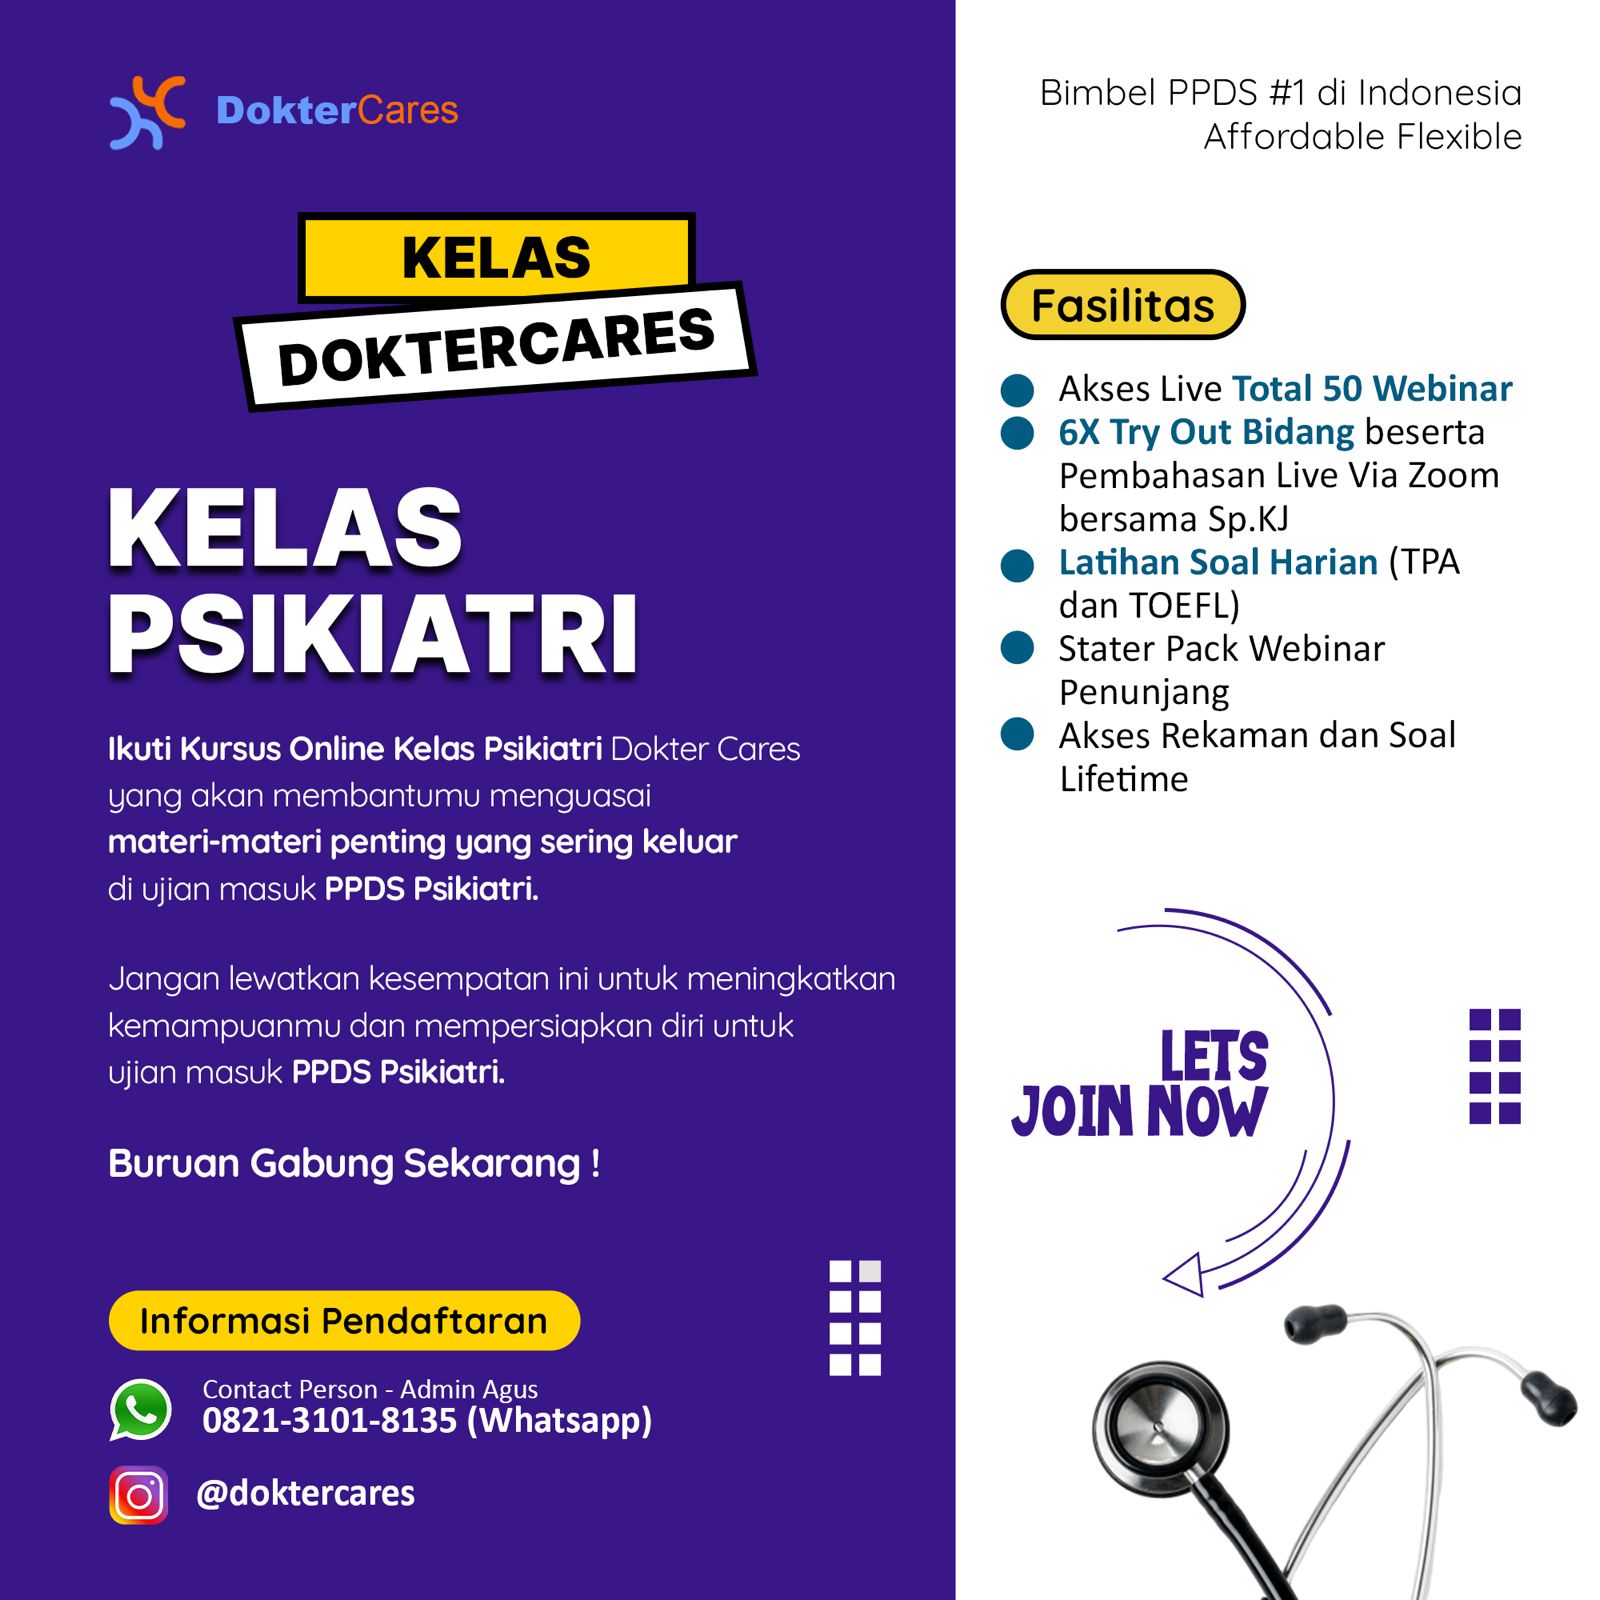 DokterCares
KELAS
DOKTERCARES
KELAS
PSIKIATRI
Ikuti Kursus Online Kelas Psikiatri Dokter Cares
yang akan membantumu menguasai
materi-materi penting yang sering keluar
di ujian masuk PPDS Psikiatri.
Jangan lewatkan kesempatan ini untuk meningkatkan
kemampuanmu dan mempersiapkan diri untuk
ujian masuk PPDS Psikiatri.
Buruan Gabung Sekarang !
Informasi Pendaftaran
Contact Person - Admin Agus
0821-3101-8135 (Whatsapp)
@doktercares
Bimbel PPDS #1 di Indonesia
Affordable Flexible
Fasilitas
Akses Live Total 50 Webinar
6X Try Out Bidang beserta
Pembahasan Live Via Zoom
bersama Sp.KJ
Latihan Soal Harian (TPA
dan TOEFL)
Stater Pack Webinar
Penunjang
Akses Rekaman dan Soal
Lifetime
LETS
JOIN NOW